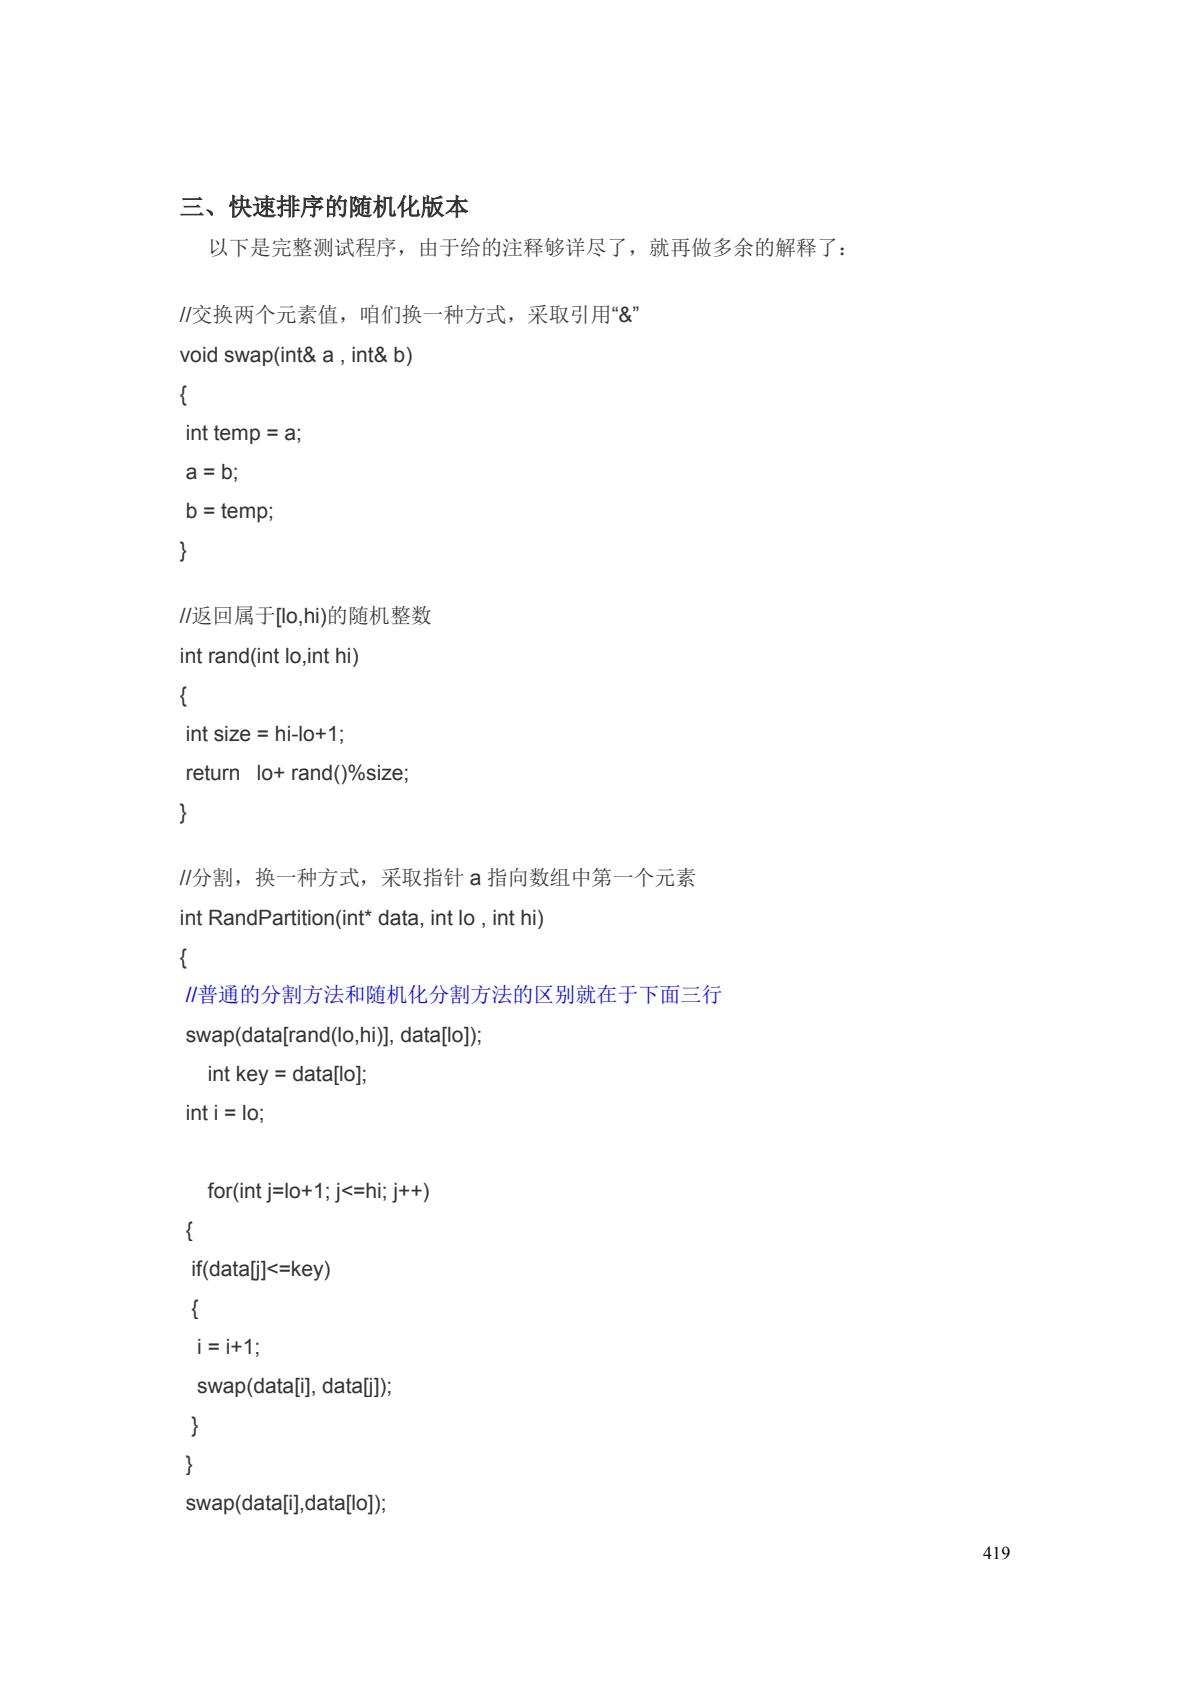 三、快速排序的随机化版本
以下是完整测试程序，由于给的注释够详尽了，就再做多余的解释了：
//交换两个元素值，咱们换一种方式，采取引用“&”
void swap(int& a , int& b)
{
int temp = a;
a = b;
b = temp;
}
//返回属于[lo,hi)的随机整数
int rand(int lo,int hi)
{
int size = hi-lo+1;
return lo+ rand()%size;
}
//分割，换一种方式，采取指针 a 指向数组中第一个元素
int RandPartition(int* data, int lo , int hi)
{
//普通的分割方法和随机化分割方法的区别就在于下面三行
swap(data[rand(lo,hi)], data[lo]);
int key = data[lo];
int i = lo;
for(int j=lo+1; j<=hi; j++)
{
if(data[j]<=key)
{
i = i+1;
swap(data[i], data[j]);
}
}
swap(data[i],data[lo]);
419